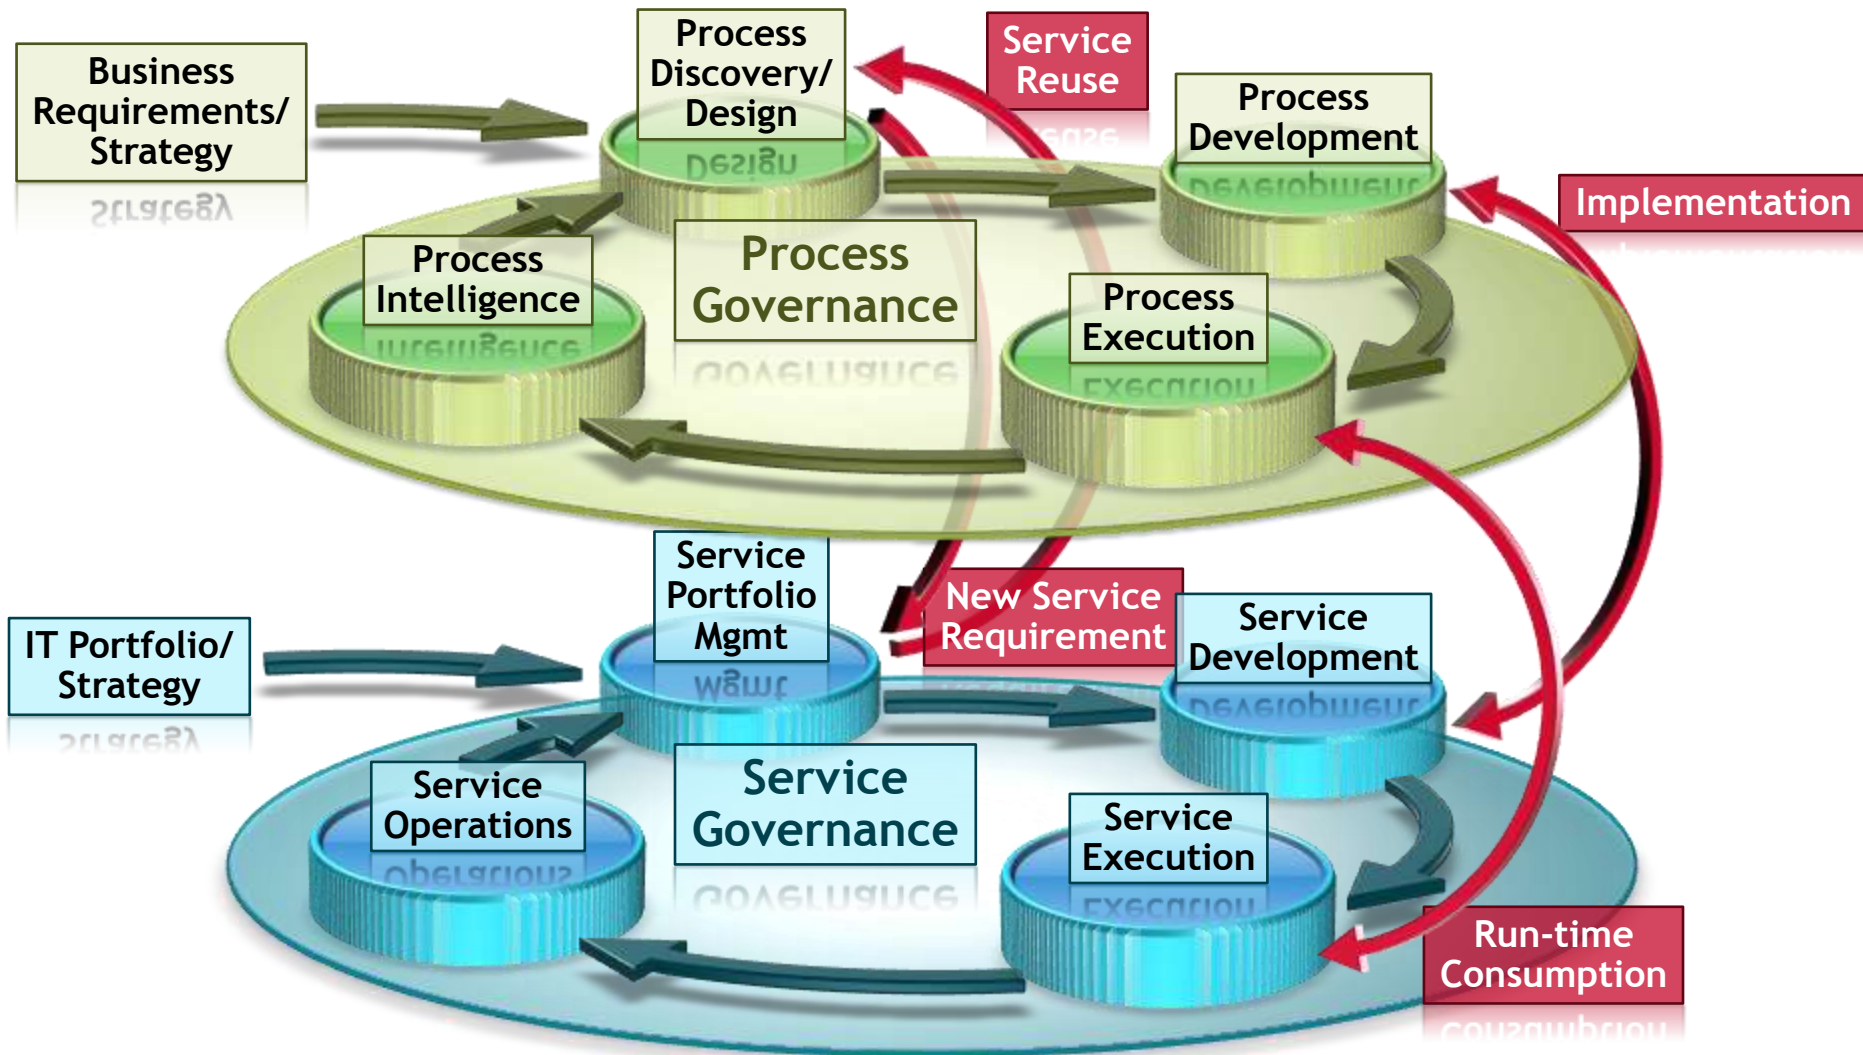 Process
Discovery/
Design
Service
Reuse
Business
Requirements/
Strategy
Process
Development
Implementation
Process
Intelligence
Process
Governance
Process
Execution
Service
Portfolio
Mgmt
New Service
Requirement
Service
Development
IT Portfolio/
Strategy
Service
Operations
Service
Governance
Service
Execution
Run-time
Consumption